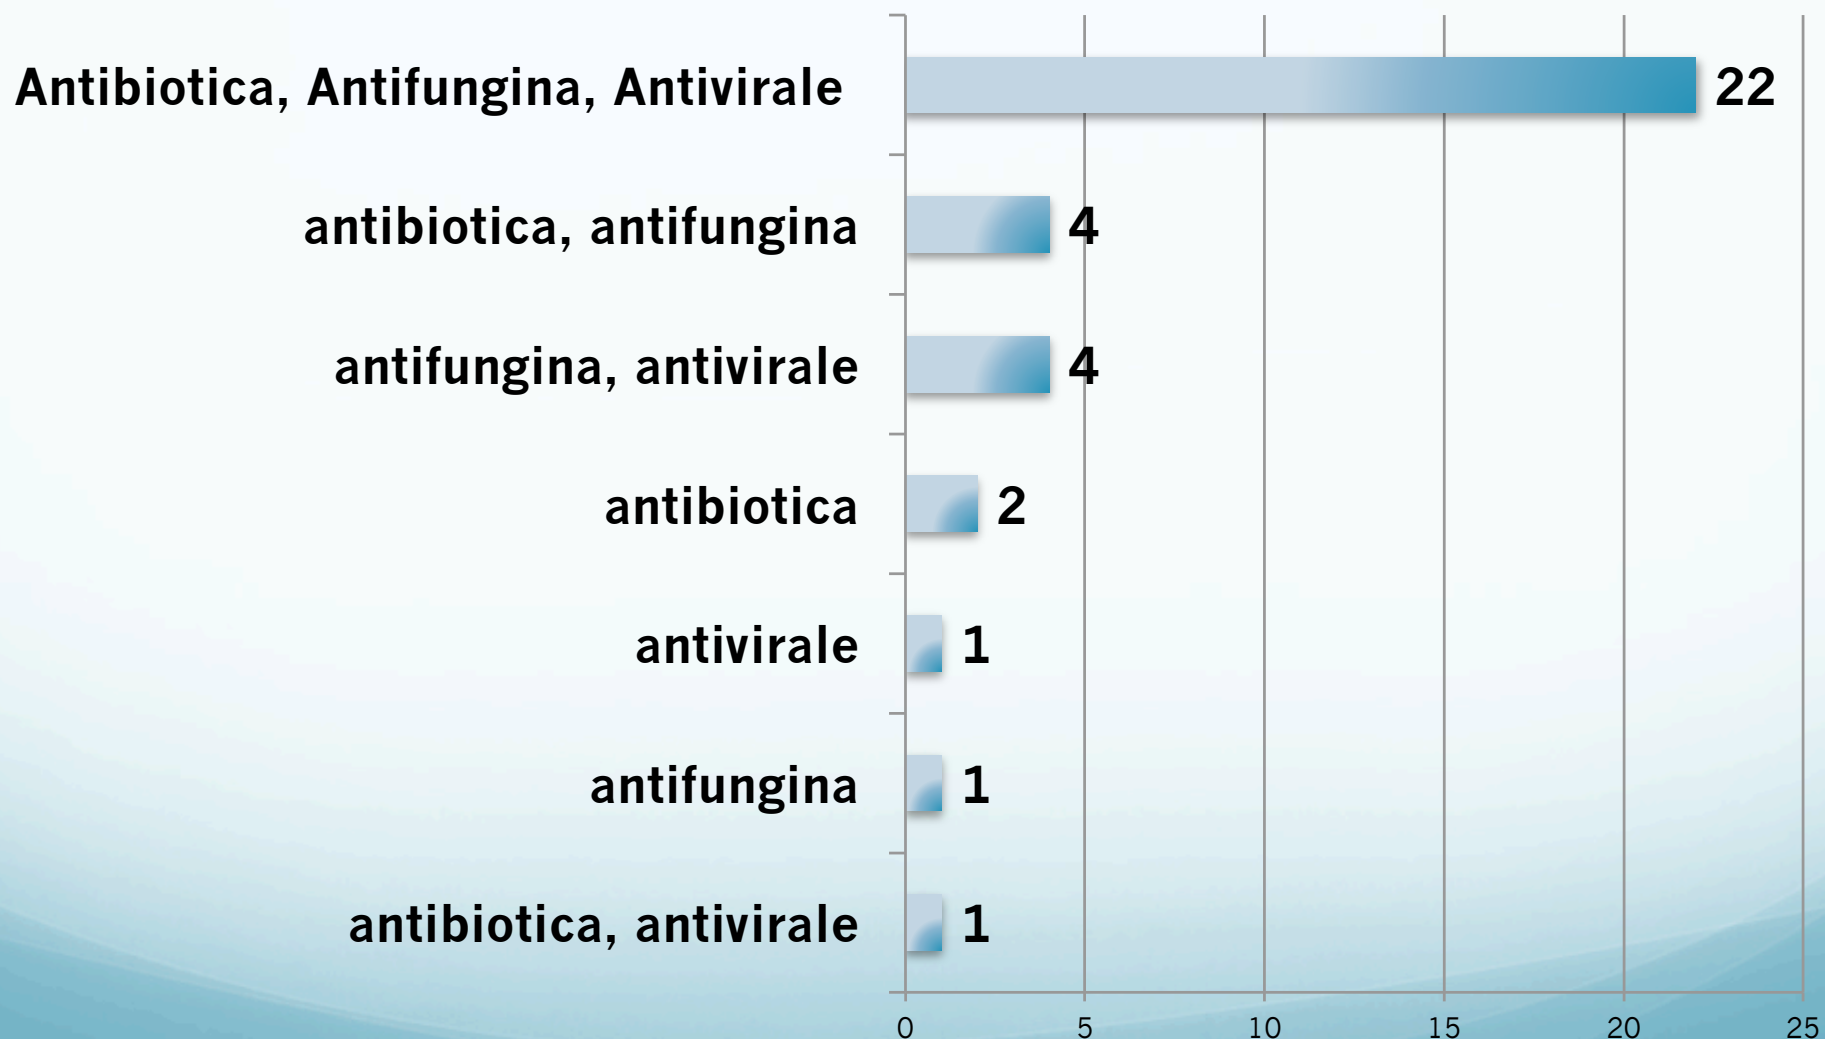 Antibiotica, Antifungina, Antivirale 22
antibiotica, antifungina 4
antifungina, antivirale 4
antibiotica 2
antivirale 1
antifungina 1
antibiotica, antivirale 1
0 5 10 15 20 25